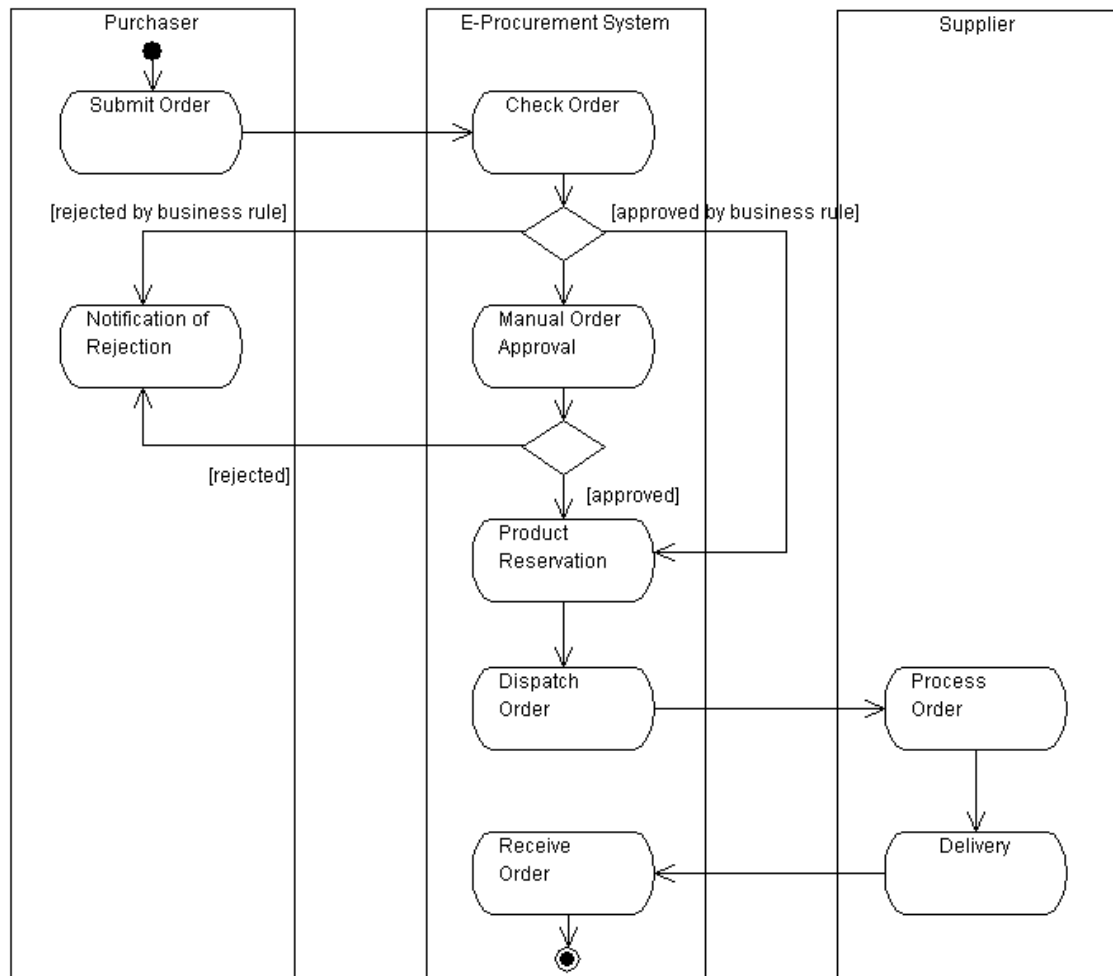 Purchaser
E-Procurement System
Supplier
Submit Order
Check Order
[rejected by business rule]
[approved by business rule]
Notification of
Rejection
Manual Order
Approval
[rejected]
[approved]
Product
Reservation
Dispatch
Order
Process
Order
Receive
Order
Delivery